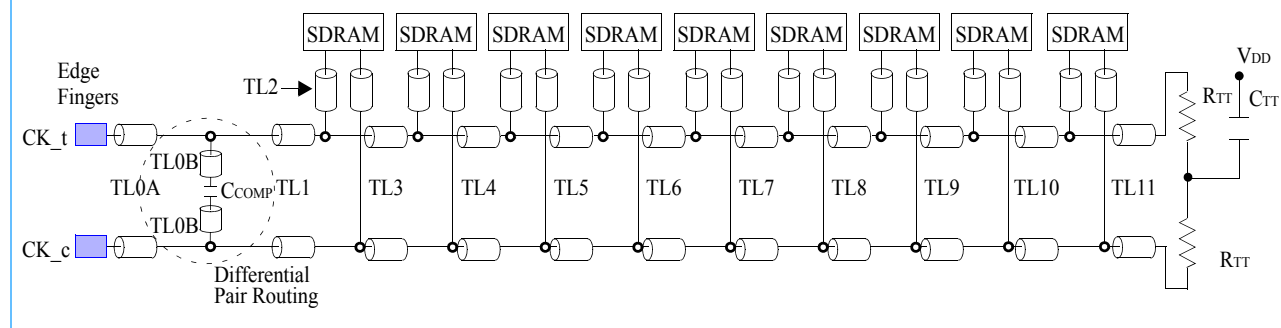 SDRAM SDRAM SDRAM SDRAM SDRAM SDRAM SDRAM SDRAM SDRAM
VDD
Edge
Fingers
TL2
RTT CTT
CK_t
TL0B
TL0A CCOMP TL1 TL3 TL4 TL5 TL6 TL7 TL8 TL9 TL10 TL11
TL0B
CK_c
RTT
Differential
Pair Routing